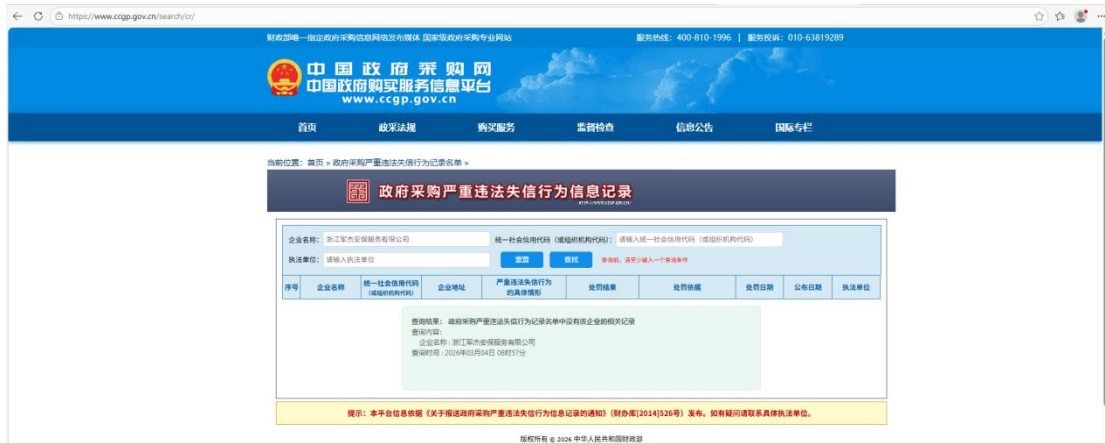 https://www.ccgp.gov.cn/search/cr/
财政部唯一指定政府采购信息网络发布媒体 国家级政府采购专业网站
服务热线：400-810-1996 | 服务投诉：010-63819289
中国政府采购网
中国政府购买服务信息平台
www.ccgp.gov.cn
首页 政采法规 购买服务 监督检查 信息公告 国际专栏
当前位置：首页 » 政府采购严重违法失信行为记录名单 »
政府采购严重违法失信行为信息记录
HTTP://WWW.CCGP.GOV.CN/
企业名称： 浙江军杰安保服务有限公司 统一社会信用代码（或组织机构代码）： 请输入统一社会信用代码（或组织机构代码）
执法单位： 请输入执法单位 重置 查找 查询前，请至少输入一个查询条件
序号 企业名称 统一社会信用代码（或组织机构代码） 企业地址 严重违法失信行为的具体情形 处罚结果 处罚依据 处罚日期 公布日期 执法单位
查询结果： 政府采购严重违法失信行为记录名单中没有该企业的相关记录
查询内容：
企业名称：浙江军杰安保服务有限公司
查询时间：2026年03月04日 08时57分
提示：本平台信息依据《关于报送政府采购严重违法失信行为信息记录的通知》（财办库[2014]526号）发布。如有疑问请联系具体执法单位。
版权所有 © 2026 中华人民共和国财政部